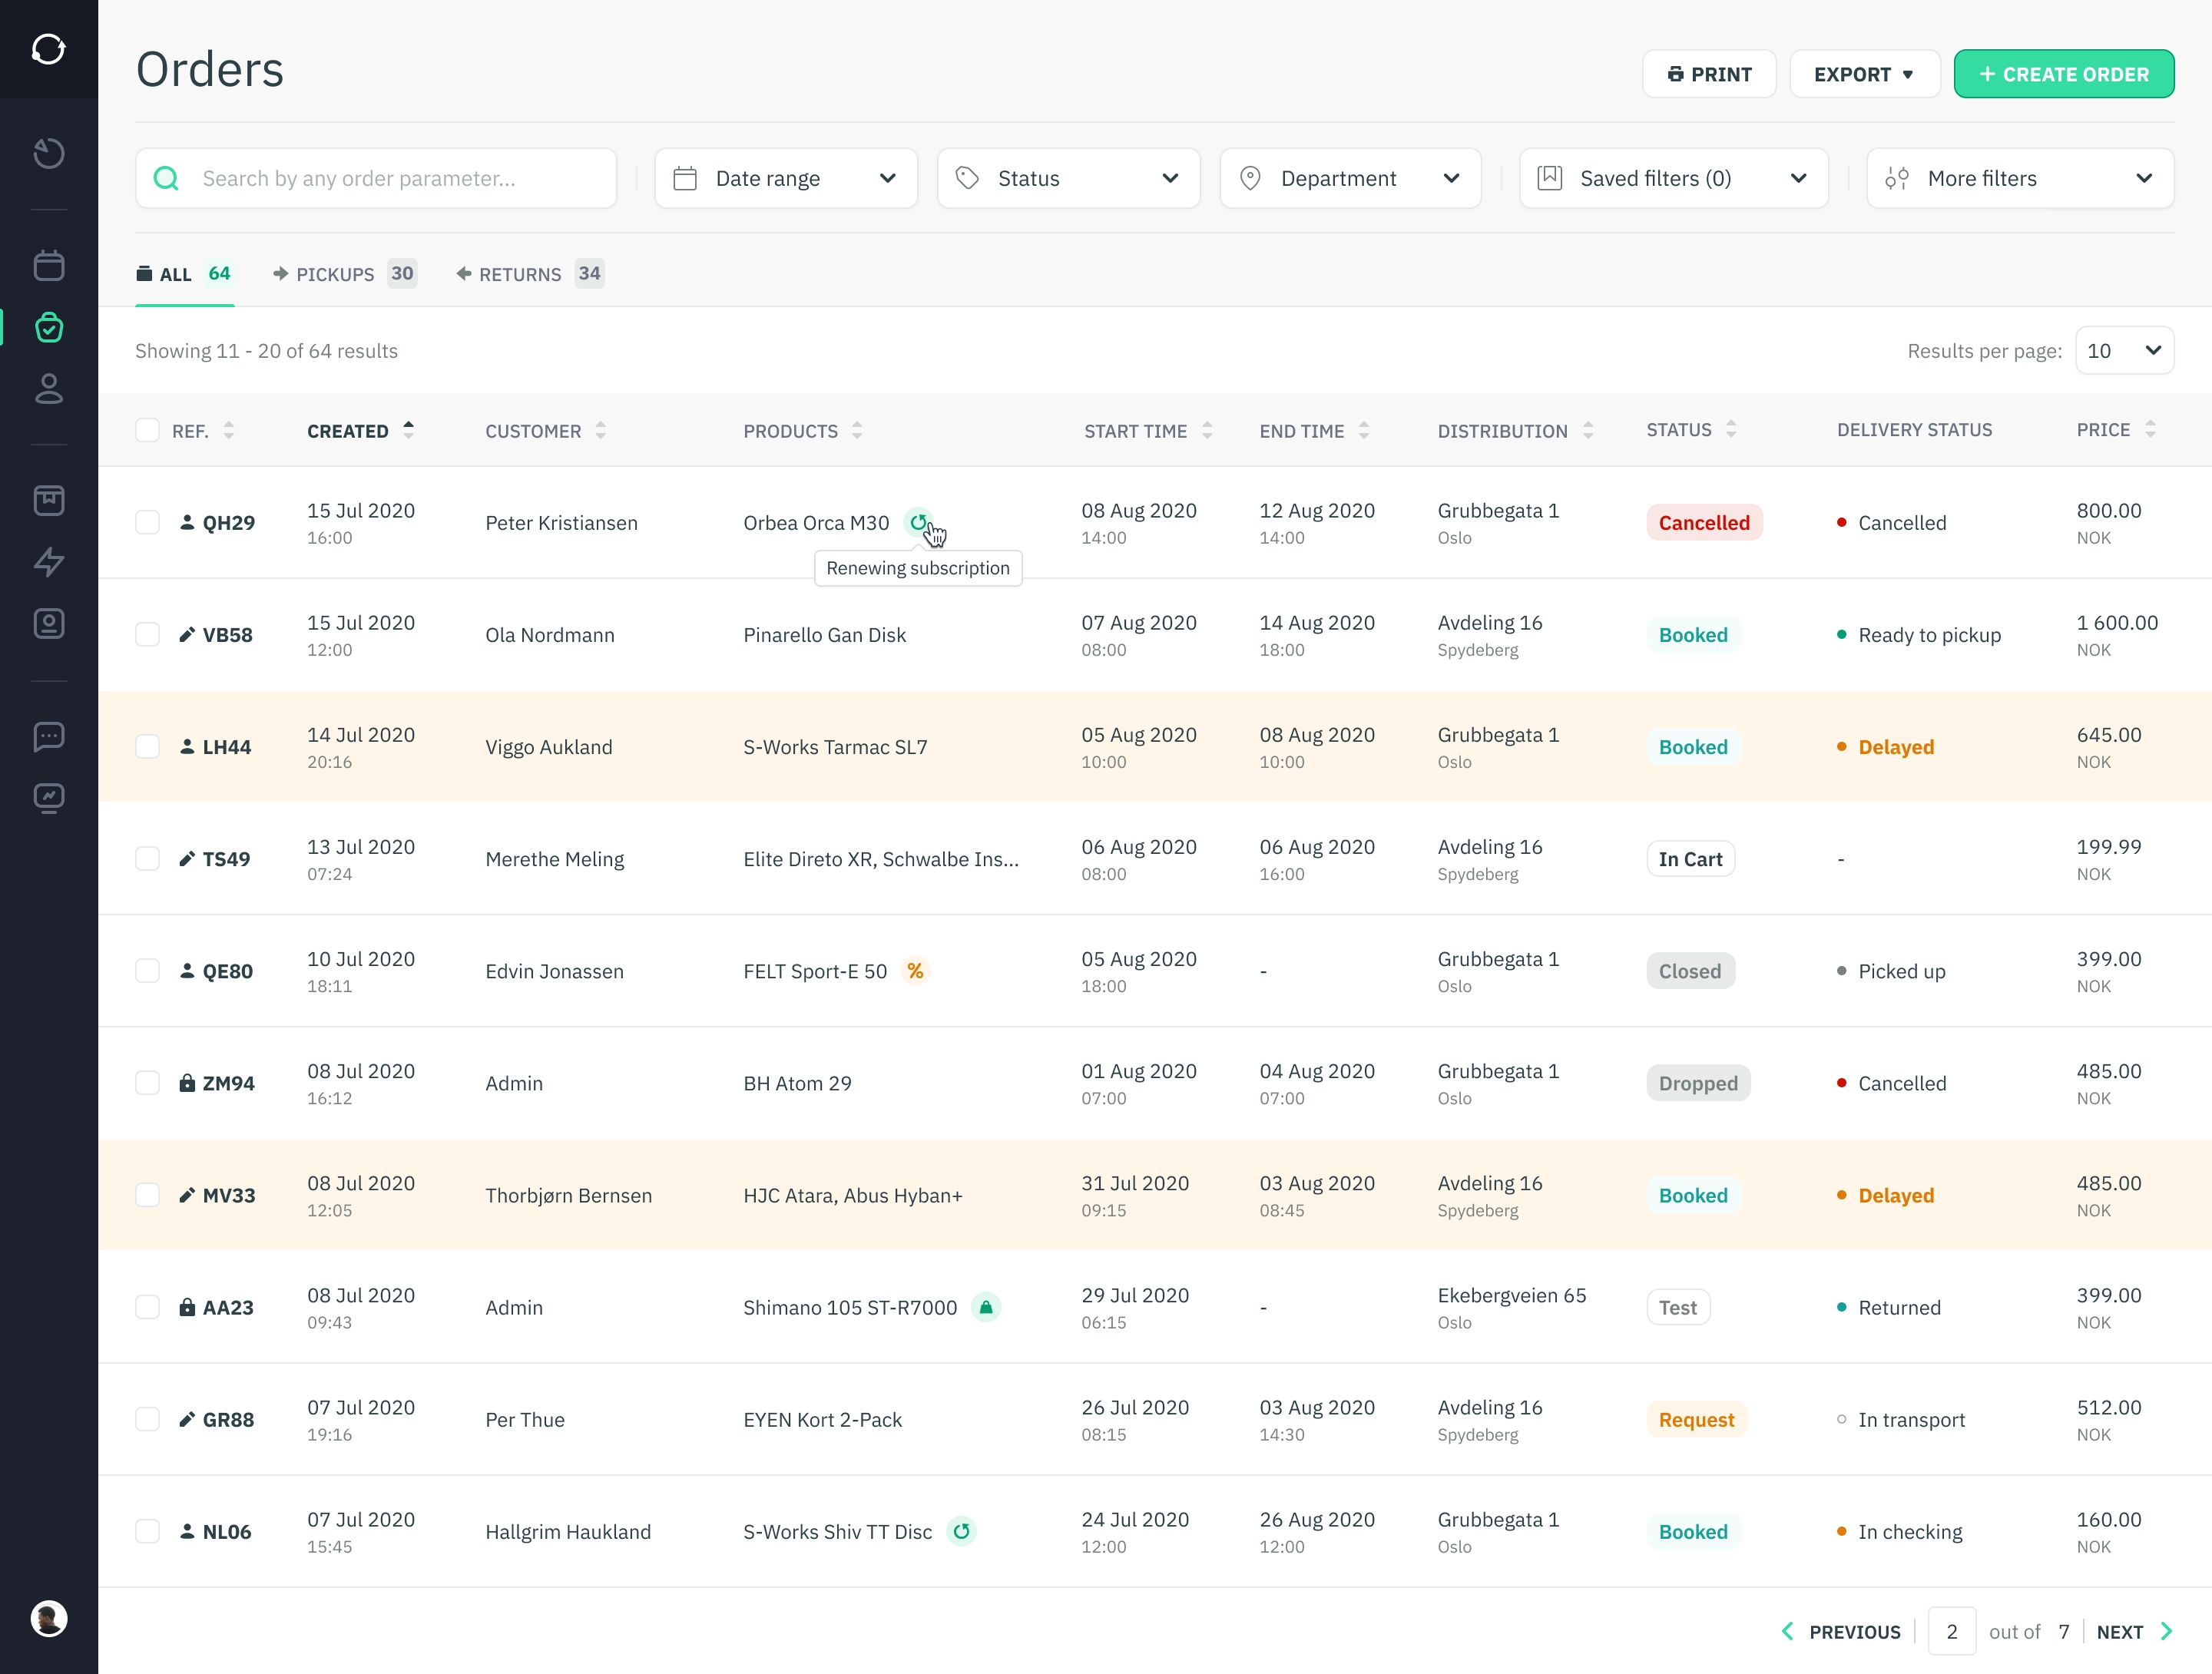 Orders
PRINT
EXPORT
+ CREATE ORDER
Search by any order parameter...
Date range
Status
Department
Saved filters (0)
More filters
ALL 64
PICKUPS 30
RETURNS 34
Showing 11 - 20 of 64 results
Results per page: 10
REF. CREATED CUSTOMER PRODUCTS START TIME END TIME DISTRIBUTION STATUS DELIVERY STATUS PRICE
QH29 15 Jul 2020 Peter Kristiansen Orbea Orca M30 08 Aug 2020 12 Aug 2020 Grubbegata 1 Cancelled Cancelled 800.00
16:00 14:00 14:00 Oslo NOK
Renewing subscription
VB58 15 Jul 2020 Ola Nordmann Pinarello Gan Disk 07 Aug 2020 14 Aug 2020 Avdeling 16 Booked Ready to pickup 1 600.00
12:00 08:00 18:00 Spydeberg NOK
LH44 14 Jul 2020 Viggo Aukland S-Works Tarmac SL7 05 Aug 2020 08 Aug 2020 Grubbegata 1 Booked Delayed 645.00
20:16 10:00 10:00 Oslo NOK
TS49 13 Jul 2020 Merethe Meling Elite Direto XR, Schwalbe Ins... 06 Aug 2020 06 Aug 2020 Avdeling 16 In Cart - 199.99
07:24 08:00 16:00 Spydeberg NOK
QE80 10 Jul 2020 Edvin Jonassen FELT Sport-E 50 % 05 Aug 2020 - Grubbegata 1 Closed Picked up 399.00
18:11 18:00 Oslo NOK
ZM94 08 Jul 2020 Admin BH Atom 29 01 Aug 2020 04 Aug 2020 Grubbegata 1 Dropped Cancelled 485.00
16:12 07:00 07:00 Oslo NOK
MV33 08 Jul 2020 Thorbjørn Bernsen HJC Atara, Abus Hyban+ 31 Jul 2020 03 Aug 2020 Avdeling 16 Booked Delayed 485.00
12:05 09:15 08:45 Spydeberg NOK
AA23 08 Jul 2020 Admin Shimano 105 ST-R7000 29 Jul 2020 - Ekebergveien 65 Test Returned 399.00
09:43 06:15 Oslo NOK
GR88 07 Jul 2020 Per Thue EYEN Kort 2-Pack 26 Jul 2020 03 Aug 2020 Avdeling 16 Request In transport 512.00
19:16 08:15 14:30 Spydeberg NOK
NL06 07 Jul 2020 Hallgrim Haukland S-Works Shiv TT Disc 24 Jul 2020 26 Aug 2020 Grubbegata 1 Booked In checking 160.00
15:45 12:00 12:00 Oslo NOK
PREVIOUS 2 out of 7 NEXT